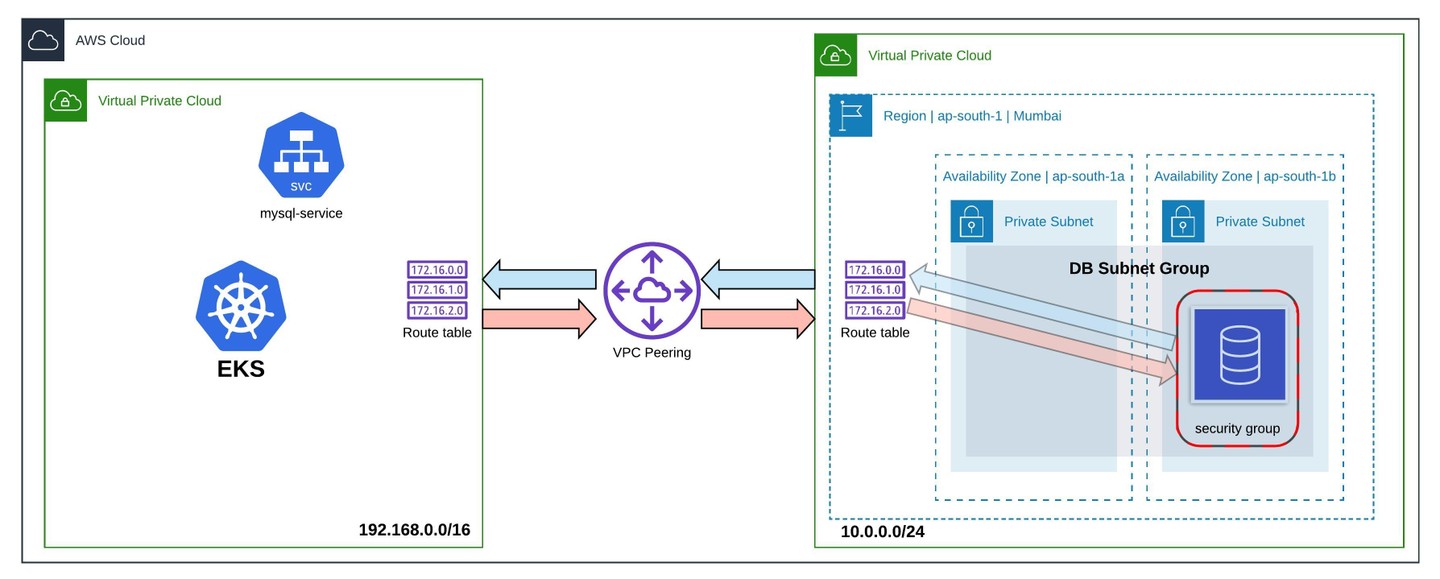 AWS Cloud
Virtual Private Cloud
svc
mysql-service
EKS
172.16.0.0
172.16.1.0
172.16.2.0
Route table
192.168.0.0/16
VPC Peering
Virtual Private Cloud
Region | ap-south-1 | Mumbai
Availability Zone | ap-south-1a
Availability Zone | ap-south-1b
Private Subnet
Private Subnet
DB Subnet Group
172.16.0.0
172.16.1.0
172.16.2.0
Route table
security group
10.0.0.0/24